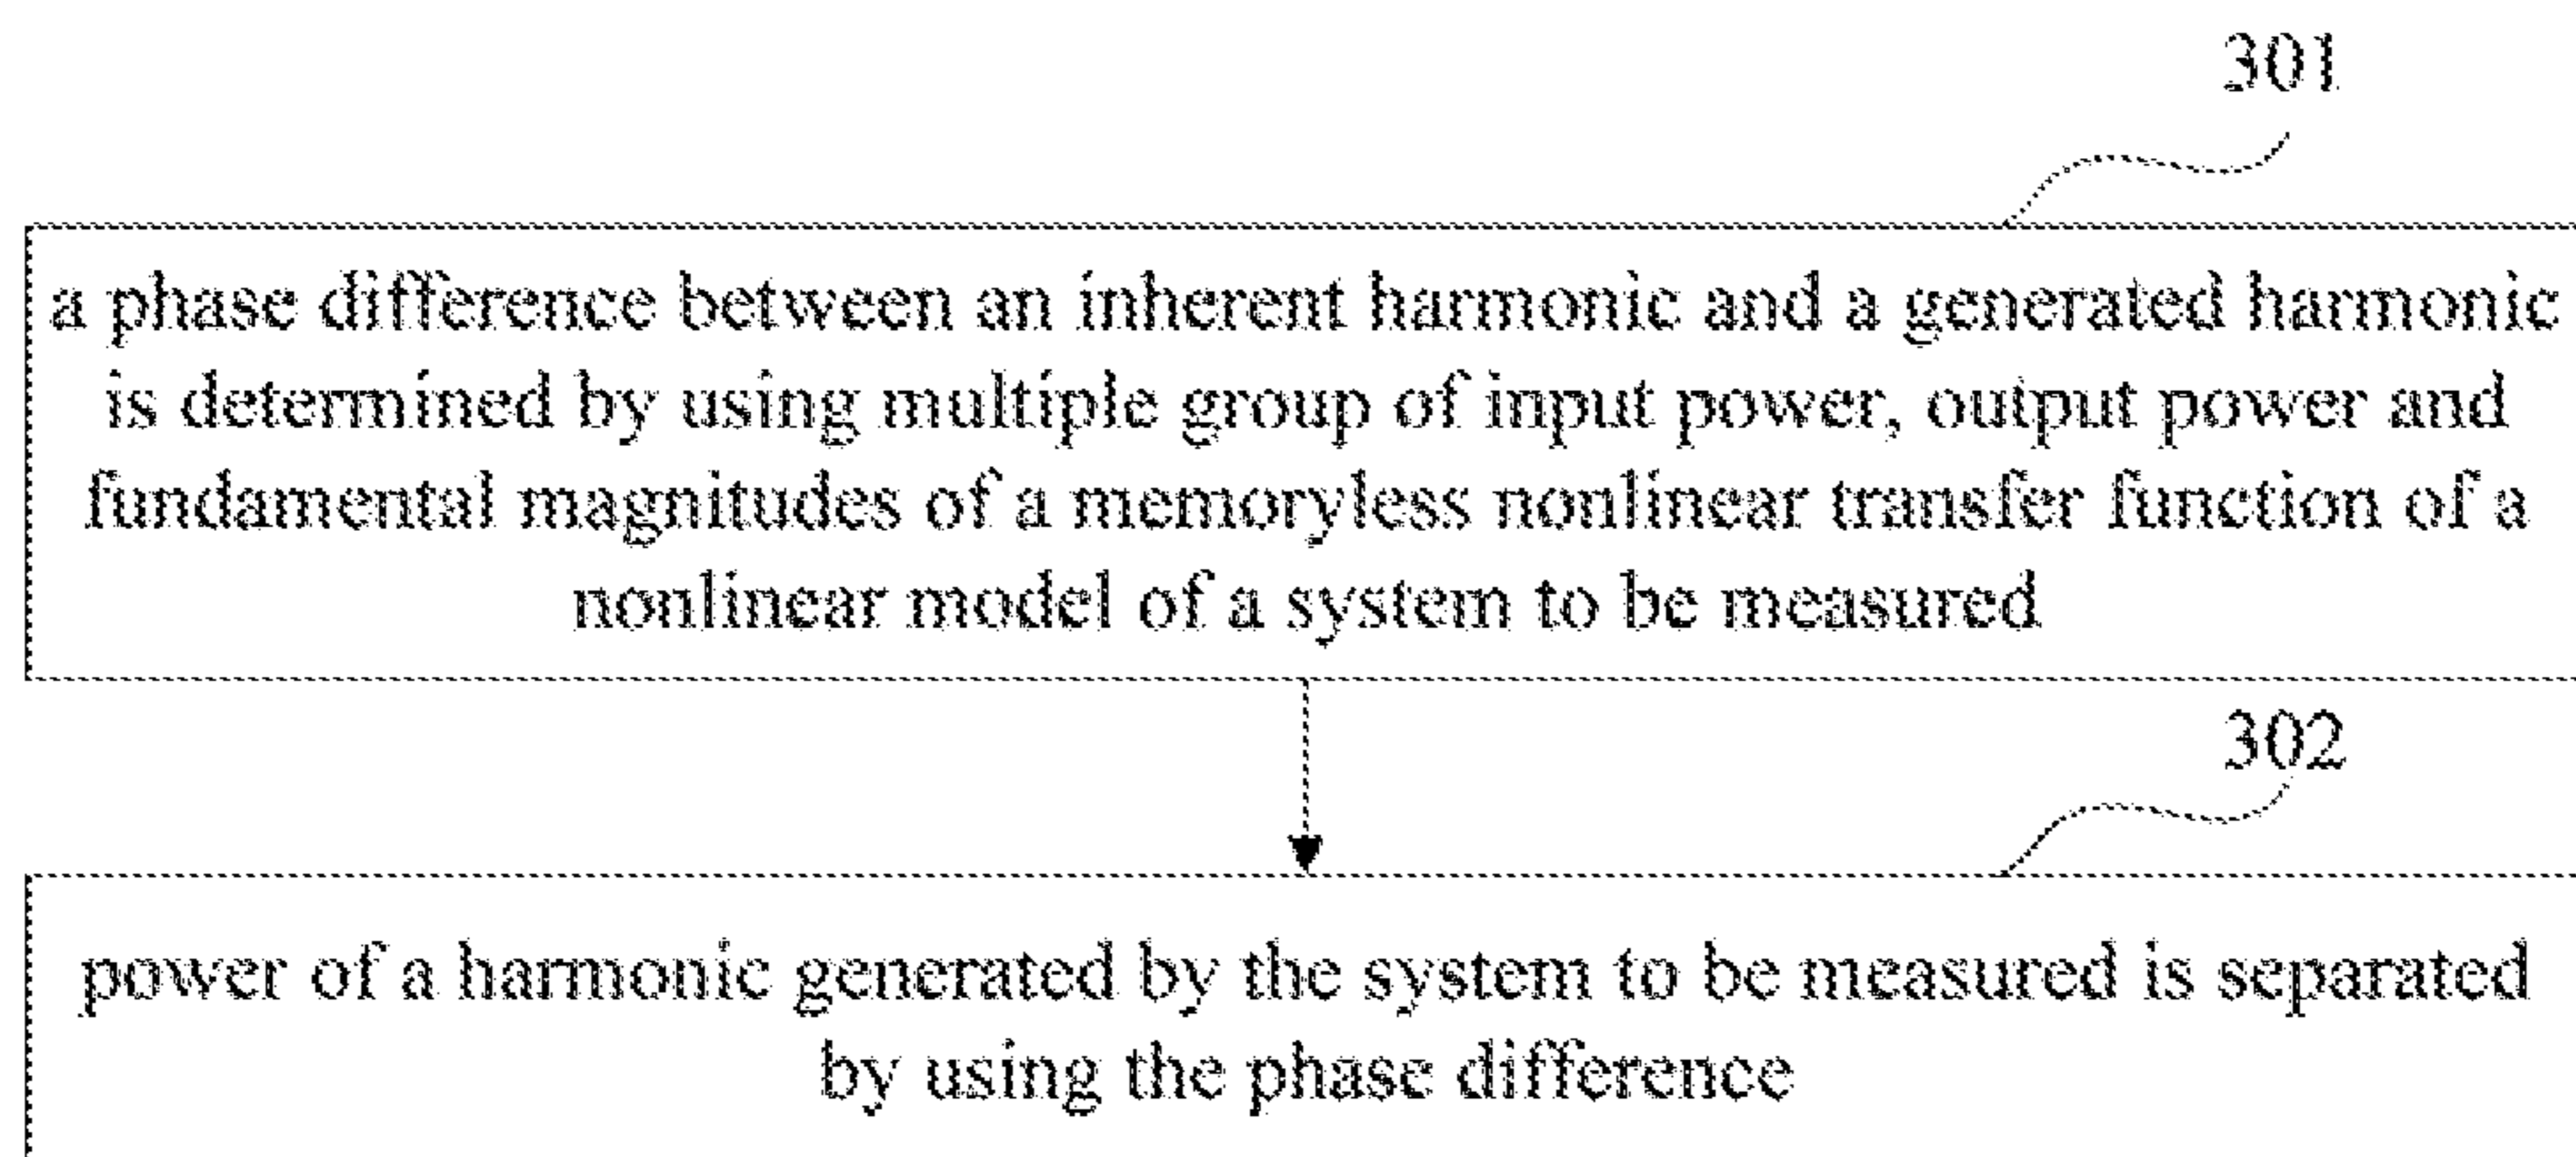 301
a phase difference between an inherent harmonic and a generated harmonic
is determined by using multiple group of input power, output power and
fundamental magnitudes of a memoryless nonlinear transfer function of a
nonlinear model of a system to be measured
302
power of a harmonic generated by the system to be measured is separated
by using the phase difference